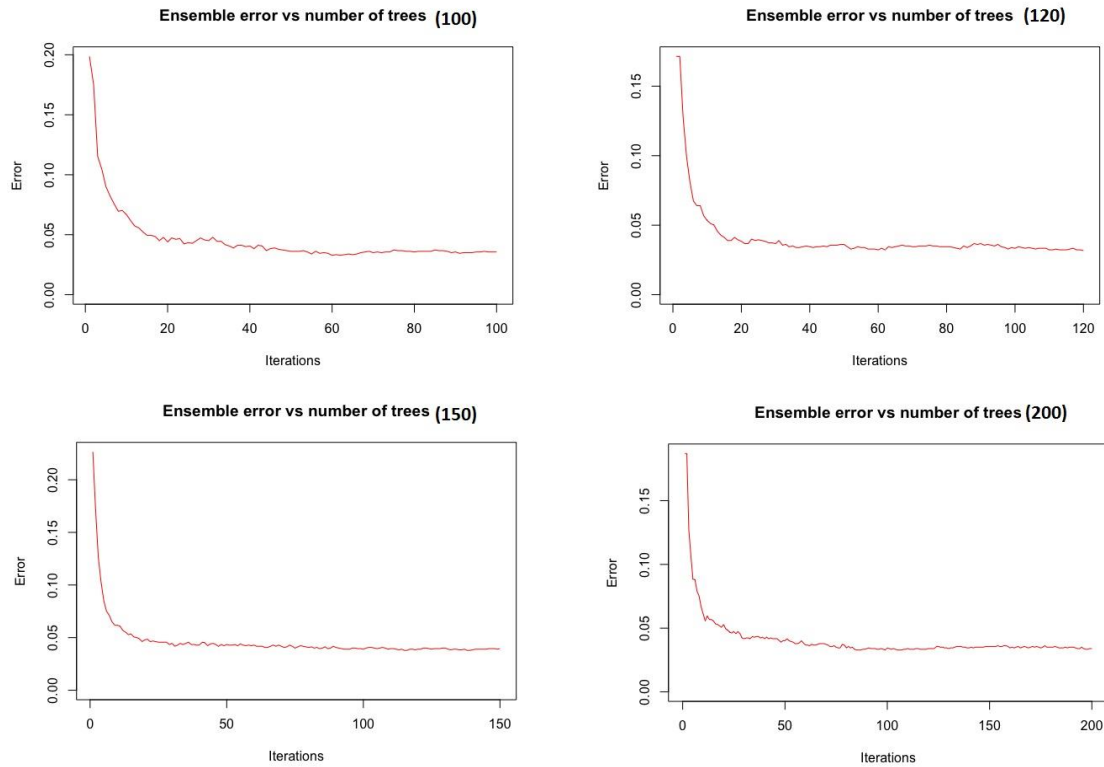 Ensemble error vs number of trees (100)
0.20
0.15
0.10
0.05
0.00
Error
0 20 40 60 80 100
Iterations
Ensemble error vs number of trees (120)
0.15
0.10
0.05
0.00
Error
0 20 40 60 80 100 120
Iterations
Ensemble error vs number of trees (150)
0.20
0.15
0.10
0.05
0.00
Error
0 50 100 150
Iterations
Ensemble error vs number of trees (200)
0.15
0.10
0.05
0.00
Error
0 50 100 150 200
Iterations